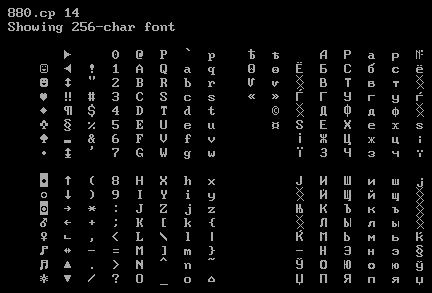 880.cp 14
Showing 256-char font
► 0 @ P ` p Ѣ ѣ А Р а р №
☺ ◄ ! 1 A Q a q Ѳ ѳ Ё Б С б с ё
☻ ↕ " 2 B R b r Ѵ ѵ В Т в т
♥ ‼ # 3 C S c s « » Г У г у
♦ ¶ $ 4 D T d t © Д Ф д ф
♣ § % 5 E U e u ¤ Ѕ Е Х е х ѕ
♠ ▬ & 6 F V f v І Ж Ц ж ц і
• ↨ ' 7 G W g w Ї З Ч з ч ї
◘ ↑ ( 8 H X h x Ј И Ш и ш ј
○ ↓ ) 9 I Y i y Й Щ й щ
◙ → * : J Z j z К Ъ к ъ
♂ ← + ; K [ k { Л Ы л ы
♀ ∟ , < L \ l | Ќ М Ь м ь ќ
♪ ↔ - = M ] m } - Н Э н э §
♫ ▲ . > N ^ n ~ Ў О Ю о ю ў
☼ ▼ / ? O _ o ⌂ Џ П Я п я џ